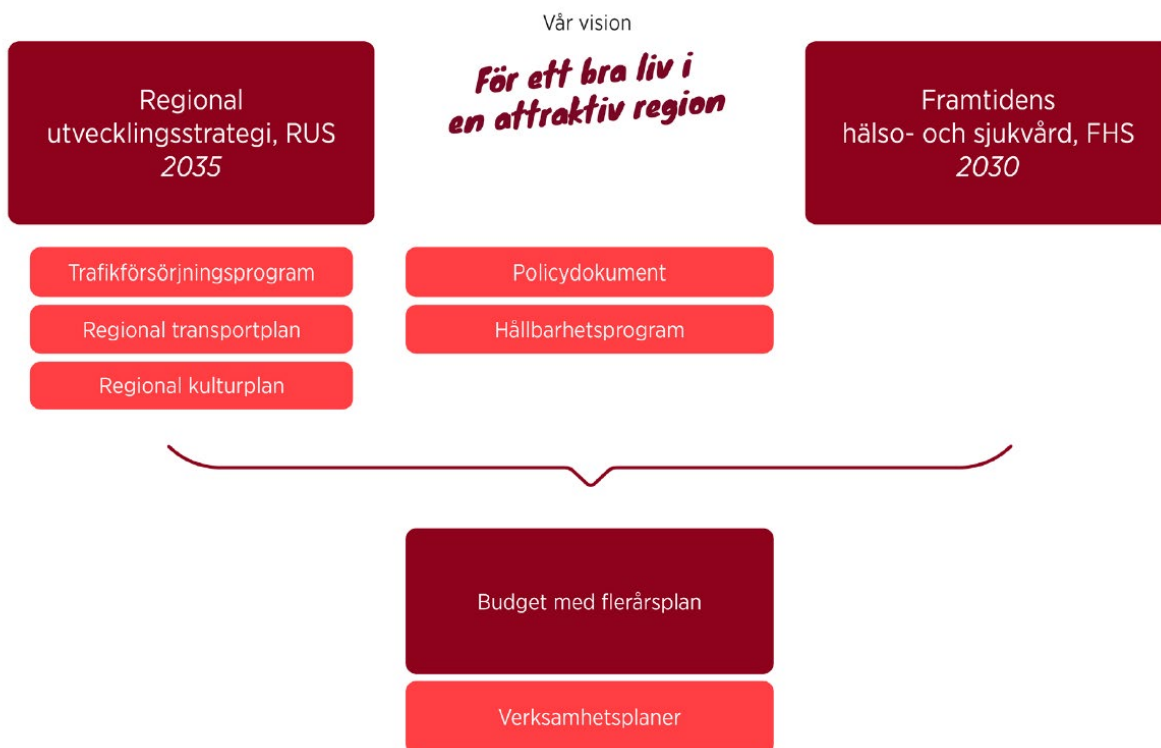 Vår vision
För ett bra liv i
en attraktiv region
Regional
utvecklingsstrategi, RUS
2035
Framtidens
hälso- och sjukvård, FHS
2030
Trafikförsörjningsprogram
Regional transportplan
Regional kulturplan
Policydokument
Hållbarhetsprogram
Budget med flerårsplan
Verksamhetsplaner